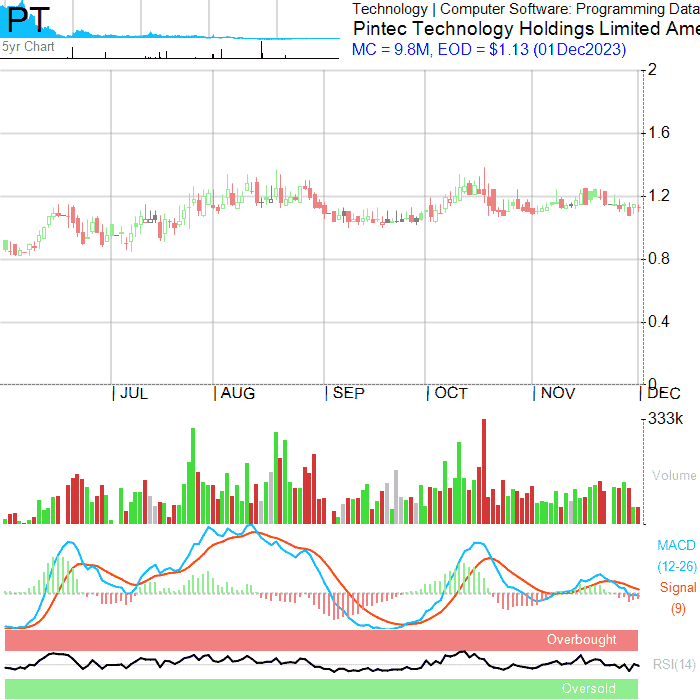 PT
5yr Chart
Technology | Computer Software: Programming Data
Pintec Technology Holdings Limited Ame
MC = 9.8M, EOD = $1.13 (01Dec2023)
2
1.6
1.2
0.8
0.4
0
| JUL | AUG | SEP | OCT | NOV | DEC
333k
Volume
MACD
(12-26)
Signal
(9)
Overbought
RSI(14)
Oversold